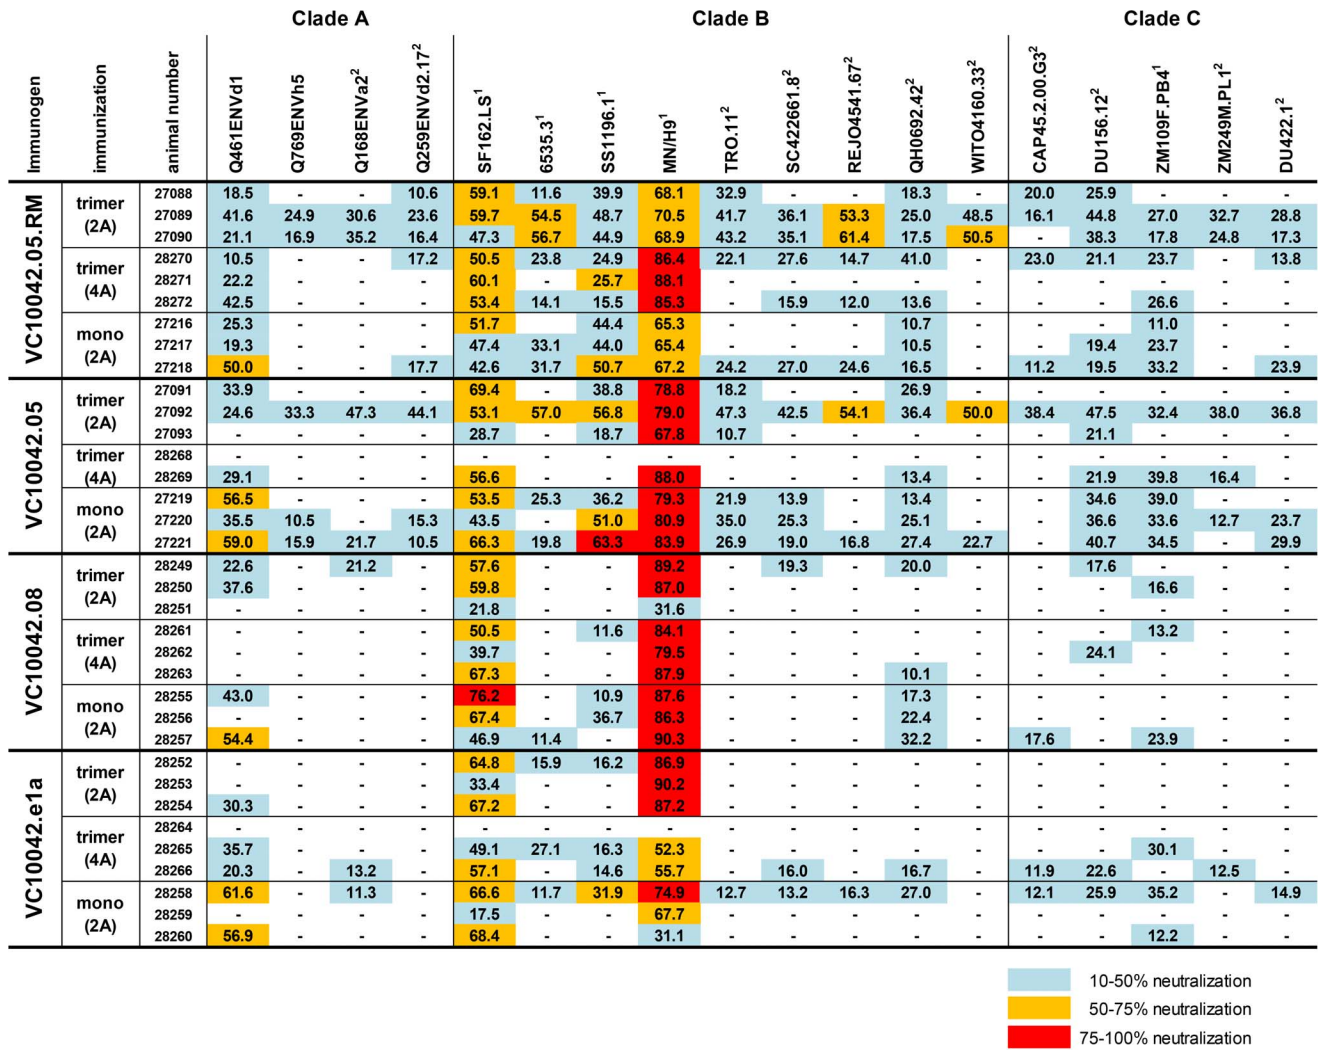 Clade A Clade B Clade C
Immunogen immunization animal number Q461ENVd1 Q769ENVh5 Q168ENVa2² Q259ENVd2.17² SF162.LS¹ 6535.3¹ SS1196.1¹ MN/H9¹ TRO.11² SC422661.8² REJO4541.67² QH0692.42² WITO4160.33² CAP45.2.00.G3² DU156.12² ZM109F.PB4¹ ZM249M.PL1² DU422.1²
VC10042.05.RM
trimer (2A)
27088 18.5 - - 10.6 59.1 11.6 39.9 68.1 32.9 - - 18.3 - 20.0 25.9 - - -
27089 41.6 24.9 30.6 23.6 59.7 54.5 48.7 70.5 41.7 36.1 53.3 25.0 48.5 16.1 44.8 27.0 32.7 28.8
27090 21.1 16.9 35.2 16.4 47.3 56.7 44.9 68.9 43.2 35.1 61.4 17.5 50.5 - 38.3 17.8 24.8 17.3
trimer (4A)
28270 10.5 - - 17.2 50.5 23.8 24.9 86.4 22.1 27.6 14.7 41.0 - 23.0 21.1 23.7 - 13.8
28271 22.2 - - - 60.1 - 25.7 88.1 - - - - - - - - - -
28272 42.5 - - - 53.4 14.1 15.5 85.3 - 15.9 12.0 13.6 - - - 26.6 - -
mono (2A)
27216 25.3 - - - 51.7 - 44.4 65.3 - - - 10.7 - - - 11.0 - -
27217 19.3 - - - 47.4 33.1 44.0 65.4 - - - 10.5 - - 19.4 23.7 - -
27218 50.0 - - 17.7 42.6 31.7 50.7 67.2 24.2 27.0 24.6 16.5 - 11.2 19.5 33.2 - 23.9
VC10042.05
trimer (2A)
27091 33.9 - - - 69.4 - 38.8 78.8 18.2 - - 26.9 - - - - - -
27092 24.6 33.3 47.3 44.1 53.1 57.0 56.8 79.0 47.3 42.5 54.1 36.4 50.0 38.4 47.5 32.4 38.0 36.8
27093 - - - - 28.7 - 18.7 67.8 10.7 - - - - - 21.1 - - -
trimer (4A)
28268 - - - - - - - - - - - - - - - - - -
28269 29.1 - - - 56.6 - - 88.0 - - - 13.4 - - 21.9 39.8 16.4 -
mono (2A)
27219 56.5 - - - 53.5 25.3 36.2 79.3 21.9 13.9 - 13.4 - - 34.6 39.0 - -
27220 35.5 10.5 - 15.3 43.5 - 51.0 80.9 35.0 25.3 - 25.1 - - 36.6 33.6 12.7 23.7
27221 59.0 15.9 21.7 10.5 66.3 19.8 63.3 83.9 26.9 19.0 16.8 27.4 22.7 - 40.7 34.5 - 29.9
VC10042.08
trimer (2A)
28249 22.6 - 21.2 - 57.6 - - 89.2 - 19.3 - 20.0 - - 17.6 - - -
28250 37.6 - - - 59.8 - - 87.0 - - - - - - - 16.6 - -
28251 - - - - 21.8 - - 31.6 - - - - - - - - - -
trimer (4A)
28261 - - - - 50.5 - 11.6 84.1 - - - - - - - 13.2 - -
28262 - - - - 39.7 - - 79.5 - - - - - - 24.1 - - -
28263 - - - - 67.3 - - 87.9 - - - 10.1 - - - - - -
mono (2A)
28255 43.0 - - - 76.2 - 10.9 87.6 - - - 17.3 - - - - - -
28256 - - - - 67.4 - 36.7 86.3 - - - 22.4 - - - - - -
28257 54.4 - - - 46.9 11.4 - 90.3 - - - 32.2 - 17.6 - 23.9 - -
VC10042.e1a
trimer (2A)
28252 - - - - 64.8 15.9 16.2 86.9 - - - - - - - - - -
28253 - - - - 33.4 - - 90.2 - - - - - - - - - -
28254 30.3 - - - 67.2 - - 87.2 - - - - - - - - - -
trimer (4A)
28264 - - - - - - - - - - - - - - - - - -
28265 35.7 - - - 49.1 27.1 16.3 52.3 - - - - - - - 30.1 - -
28266 20.3 - 13.2 - 57.1 - 14.6 55.7 - 16.0 - 16.7 - 11.9 22.6 - 12.5 -
mono (2A)
28258 61.6 - 11.3 - 66.6 11.7 31.9 74.9 12.7 13.2 16.3 27.0 - 12.1 25.9 35.2 - 14.9
28259 - - - - 17.5 - - 67.7 - - - - - - - - - -
28260 56.9 - - - 68.4 - - 31.1 - - - - - - - 12.2 - -
10-50% neutralization
50-75% neutralization
75-100% neutralization